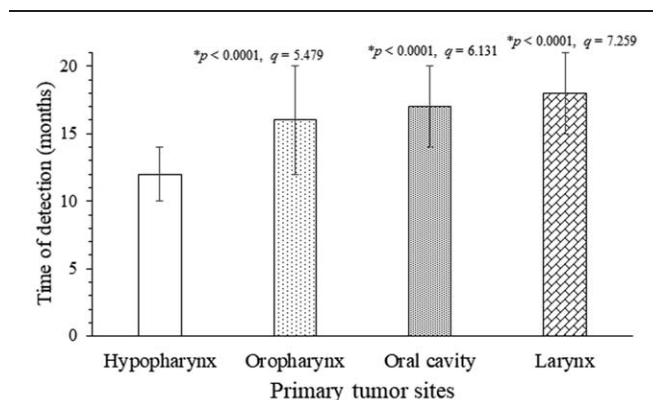 *p < 0.0001, q = 5.479
*p < 0.0001, q = 6.131
*p < 0.0001, q = 7.259
Time of detection (months)
20
15
10
5
0
Hypopharynx
Oropharynx
Oral cavity
Larynx
Primary tumor sites